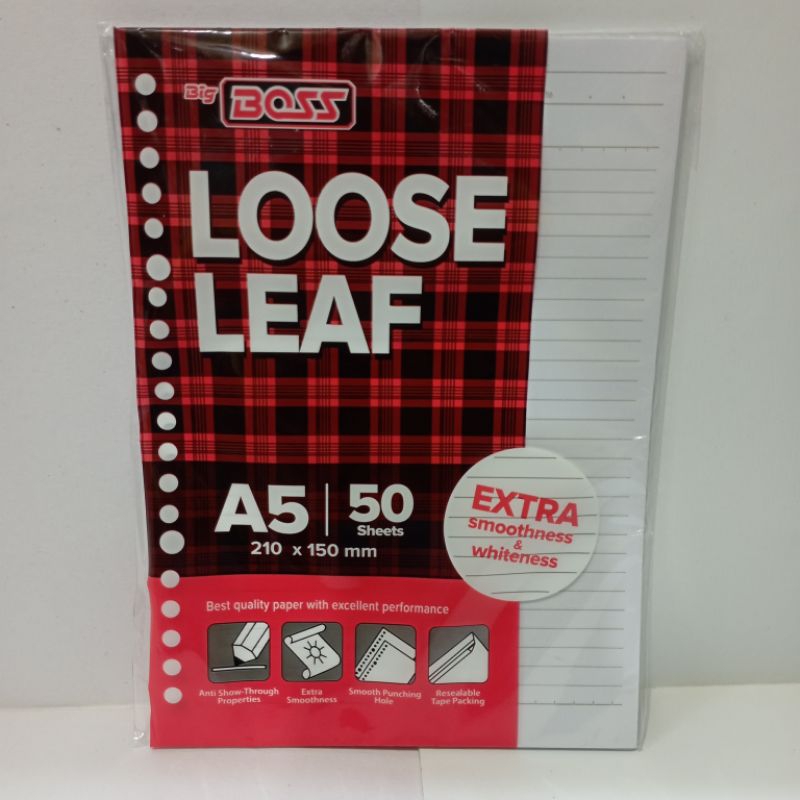 Big BOSS
LOOSE
LEAF
A5 | 50
Sheets
210 x 150 mm
EXTRA
smoothness
&
whiteness
Best quality paper with excellent performance
Anti Show-Through
Properties
Extra
Smoothness
Smooth Punching
Hole
Resealable
Tape Packing